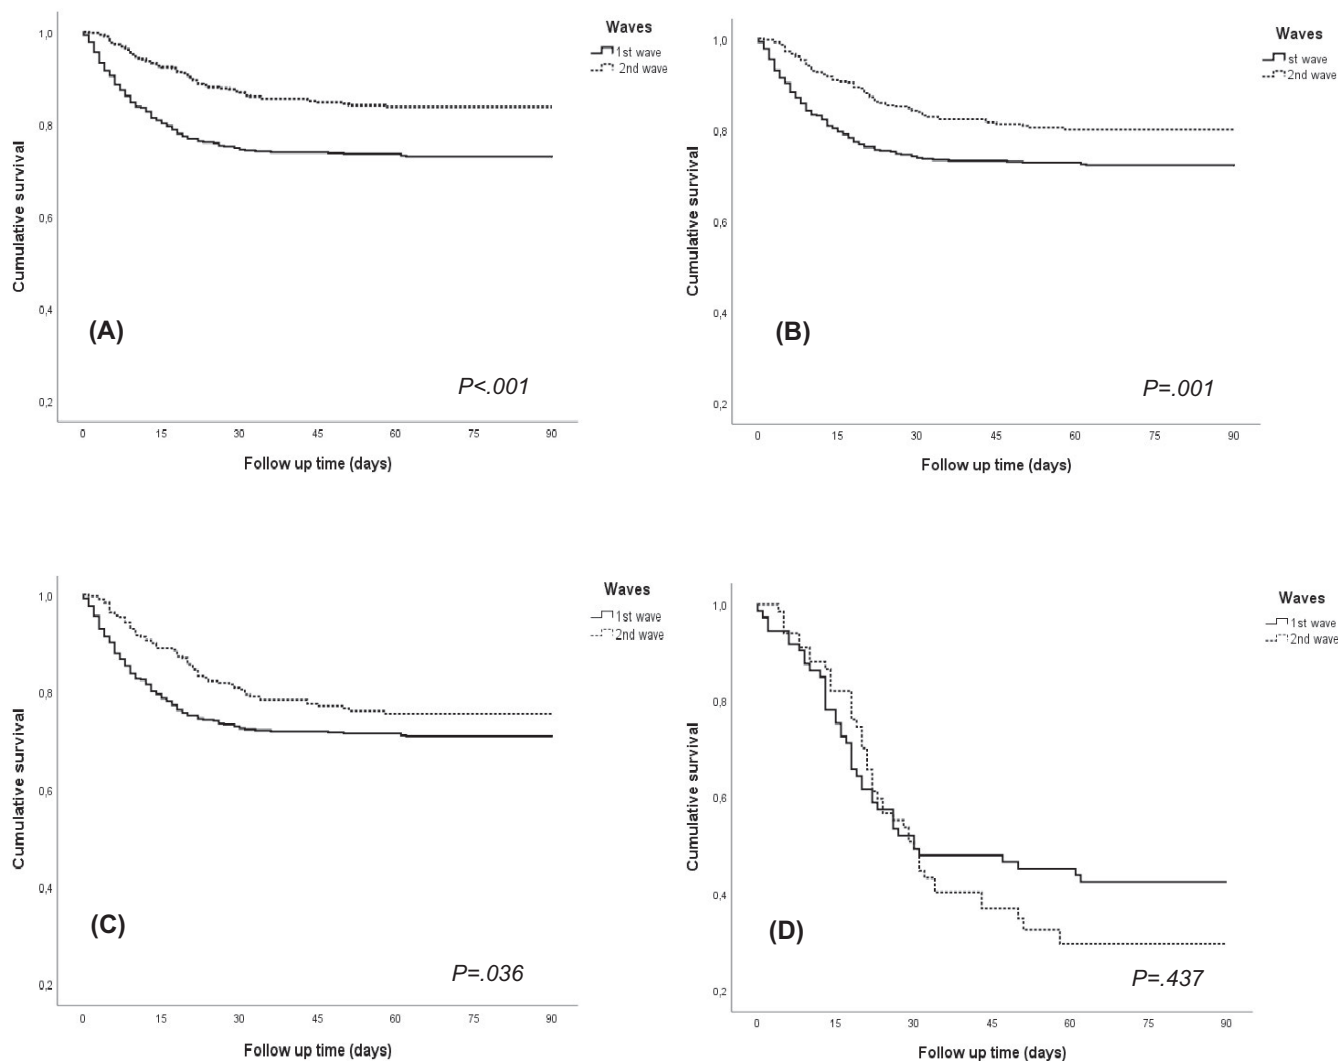 Waves
1st wave
2nd wave
1,0
0,8
0,6
0,4
0,2
Cumulative survival
(A)
P<.001
0 15 30 45 60 75 90
Follow up time (days)
Waves
st wave
2nd wave
1,0
0,8
0,6
0,4
0,2
Cumulative survival
(B)
P=.001
0 15 30 45 60 75 90
Follow up time (days)
Waves
1st wave
2nd wave
1,0
0,8
0,6
0,4
0,2
Cumulative survival
(C)
P=.036
0 15 30 45 60 75 90
Follow up time (days)
Waves
1st wave
2nd wave
1,0
0,8
0,6
0,4
0,2
Cumulative survival
(D)
P=.437
0 15 30 45 60 75 90
Follow up time (days)